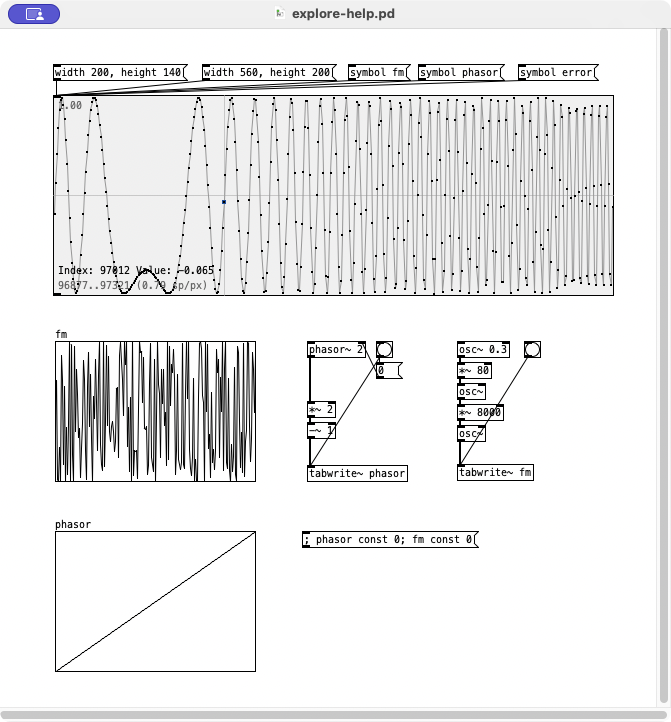 explore-help.pd
width 200, height 140
width 560, height 200
symbol fm
symbol phasor
symbol error
Index: 97012 Value: -0.065
fm
phasor~ 2
0
*~ 2
-~ 1
tabwrite~ phasor
osc~ 0.3
*~ 80
osc~
*~ 8000
osc~
tabwrite~ fm
phasor
; phasor const 0; fm const 0